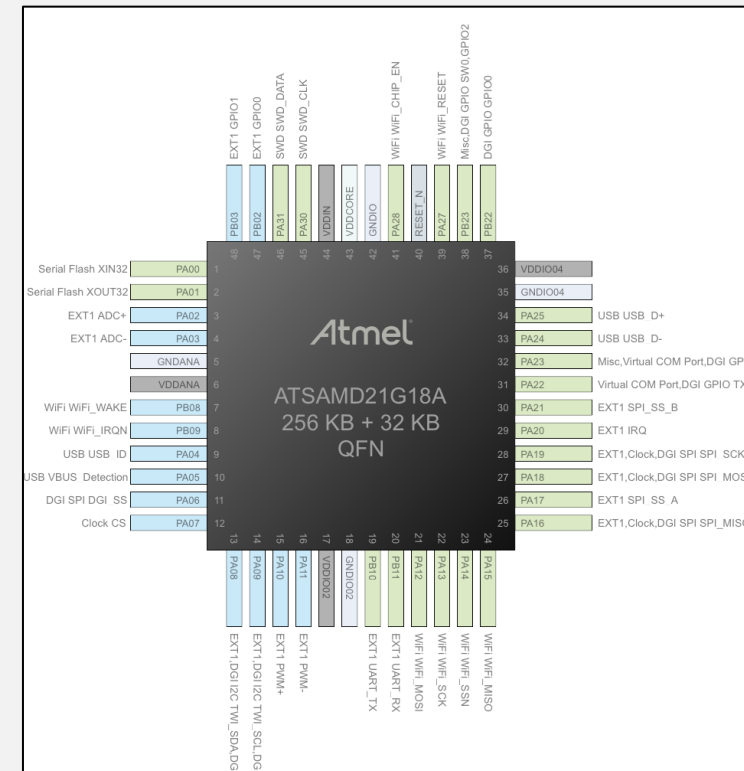 EXT1 GPIO1
EXT1 GPIO0
SWD SWD_DATA
SWD SWD_CLK
WiFi WiFi_CHIP_EN
WiFi WiFi_RESET
Misc,DGI GPIO SW0,GPIO2
DGI GPIO GPIO0
PB03
PB02
PA31
PA30
VDDIN
VDDCORE
GNDIO
PA28
RESET_N
PA27
PB23
PB22
48
47
46
45
44
43
42
41
40
39
38
37
Serial Flash XIN32 PA00 1
Serial Flash XOUT32 PA01 2
EXT1 ADC+ PA02 3
EXT1 ADC- PA03 4
GNDANA 5
VDDANA 6
WiFi WiFi_WAKE PB08 7
WiFi WiFi_IRQN PB09 8
USB USB_ID PA04 9
USB VBUS_Detection PA05 10
DGI SPI DGI_SS PA06 11
Clock CS PA07 12
Atmel
ATSAMD21G18A
256 KB + 32 KB
QFN
36 VDDIO04
35 GNDIO04
34 PA25 USB USB_D+
33 PA24 USB USB_D-
32 PA23 Misc,Virtual COM Port,DGI GP
31 PA22 Virtual COM Port,DGI GPIO TX
30 PA21 EXT1 SPI_SS_B
29 PA20 EXT1 IRQ
28 PA19 EXT1,Clock,DGI SPI SPI_SCK
27 PA18 EXT1,Clock,DGI SPI SPI_MOS
26 PA17 EXT1 SPI_SS_A
25 PA16 EXT1,Clock,DGI SPI SPI_MISO
13
14
15
16
17
18
19
20
21
22
23
24
PA08
PA09
PA10
PA11
VDDIO02
GNDIO02
PB10
PB11
PA12
PA13
PA14
PA15
EXT1,DGI I2C TWI_SDA,DG
EXT1,DGI I2C TWI_SCL,DG
EXT1 PWM+
EXT1 PWM-
EXT1 UART_TX
EXT1 UART_RX
WiFi WiFi_MOSI
WiFi WiFi_SCK
WiFi WiFi_SSN
WiFi WiFi_MISO